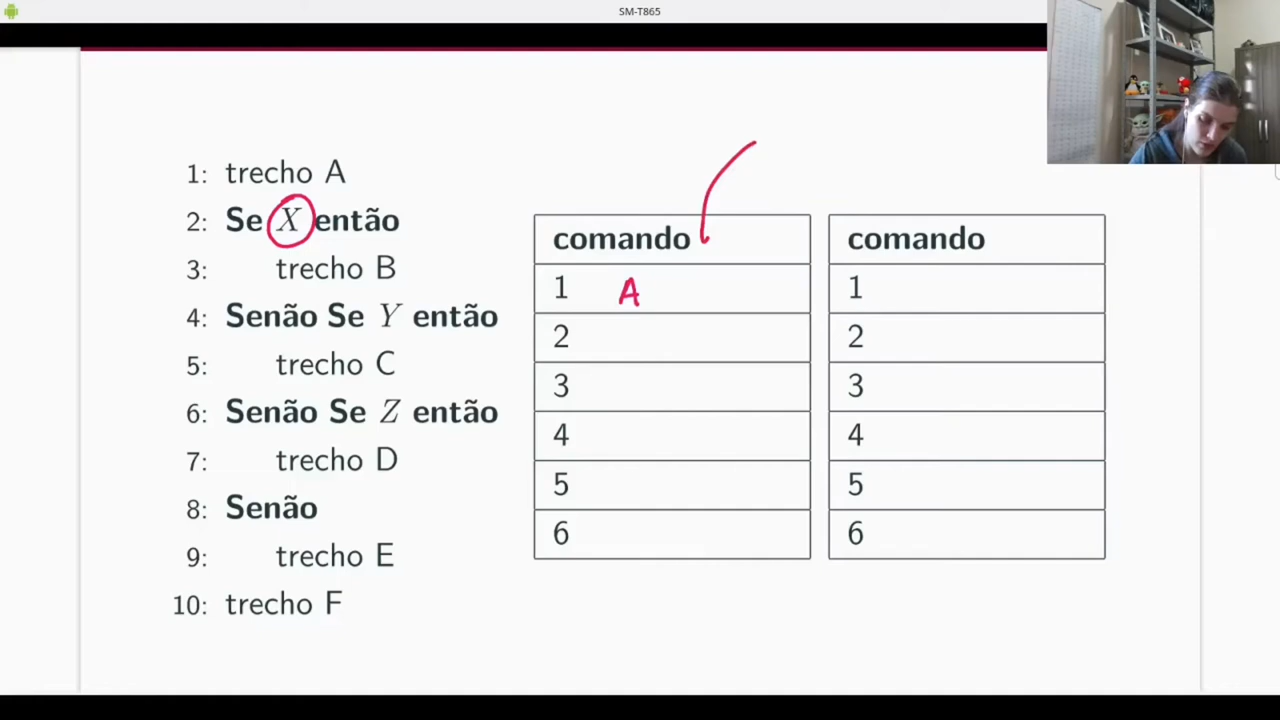 SM-T865
1: trecho A
2: Se X então
3: trecho B
4: Senão Se Y então
5: trecho C
6: Senão Se Z então
7: trecho D
8: Senão
9: trecho E
10: trecho F
comando
1 A
2
3
4
5
6
comando
1
2
3
4
5
6